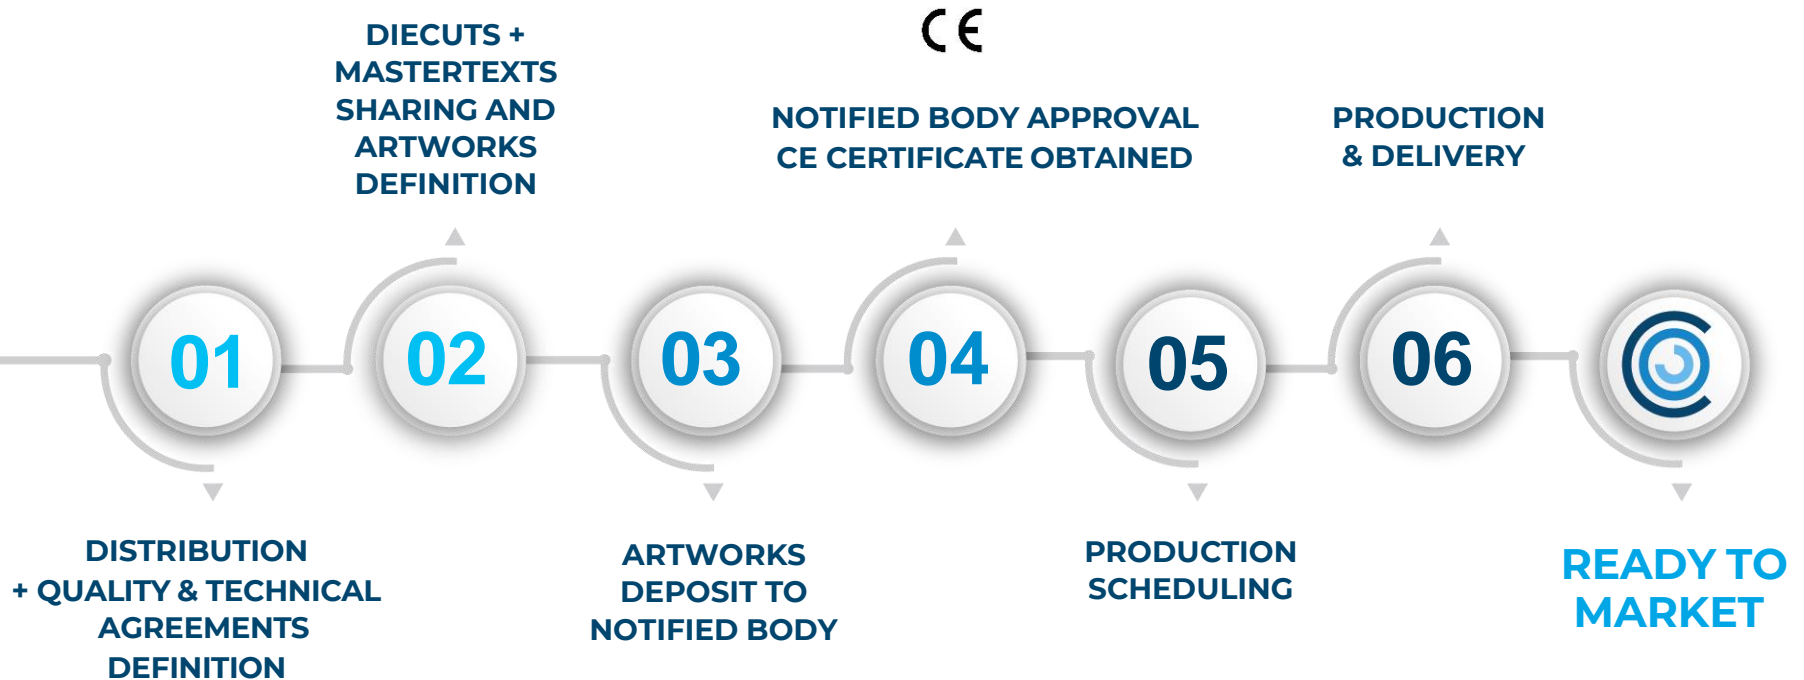 01
DISTRIBUTION
+ QUALITY & TECHNICAL
AGREEMENTS
DEFINITION
02
DIECUTS +
MASTERTEXTS
SHARING AND
ARTWORKS
DEFINITION
03
ARTWORKS
DEPOSIT TO
NOTIFIED BODY
04
CE
NOTIFIED BODY APPROVAL
CE CERTIFICATE OBTAINED
05
PRODUCTION
SCHEDULING
06
PRODUCTION
& DELIVERY
READY TO
MARKET